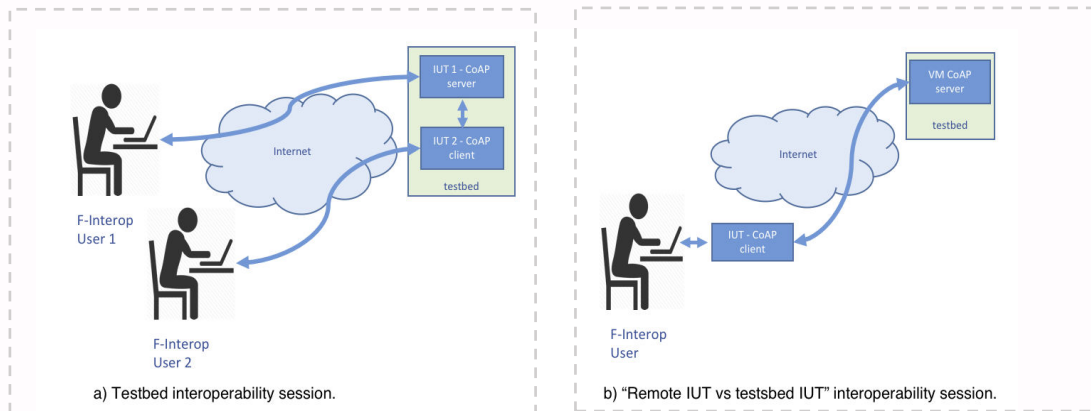 IUT 1 - CoAP
server
Internet
IUT 2 - CoAP
client
testbed
F-Interop
User 1
F-Interop
User 2
a) Testbed interoperability session.
VM CoAP
server
testbed
Internet
IUT - CoAP
client
F-Interop
User
b) “Remote IUT vs testsbed IUT” interoperability session.